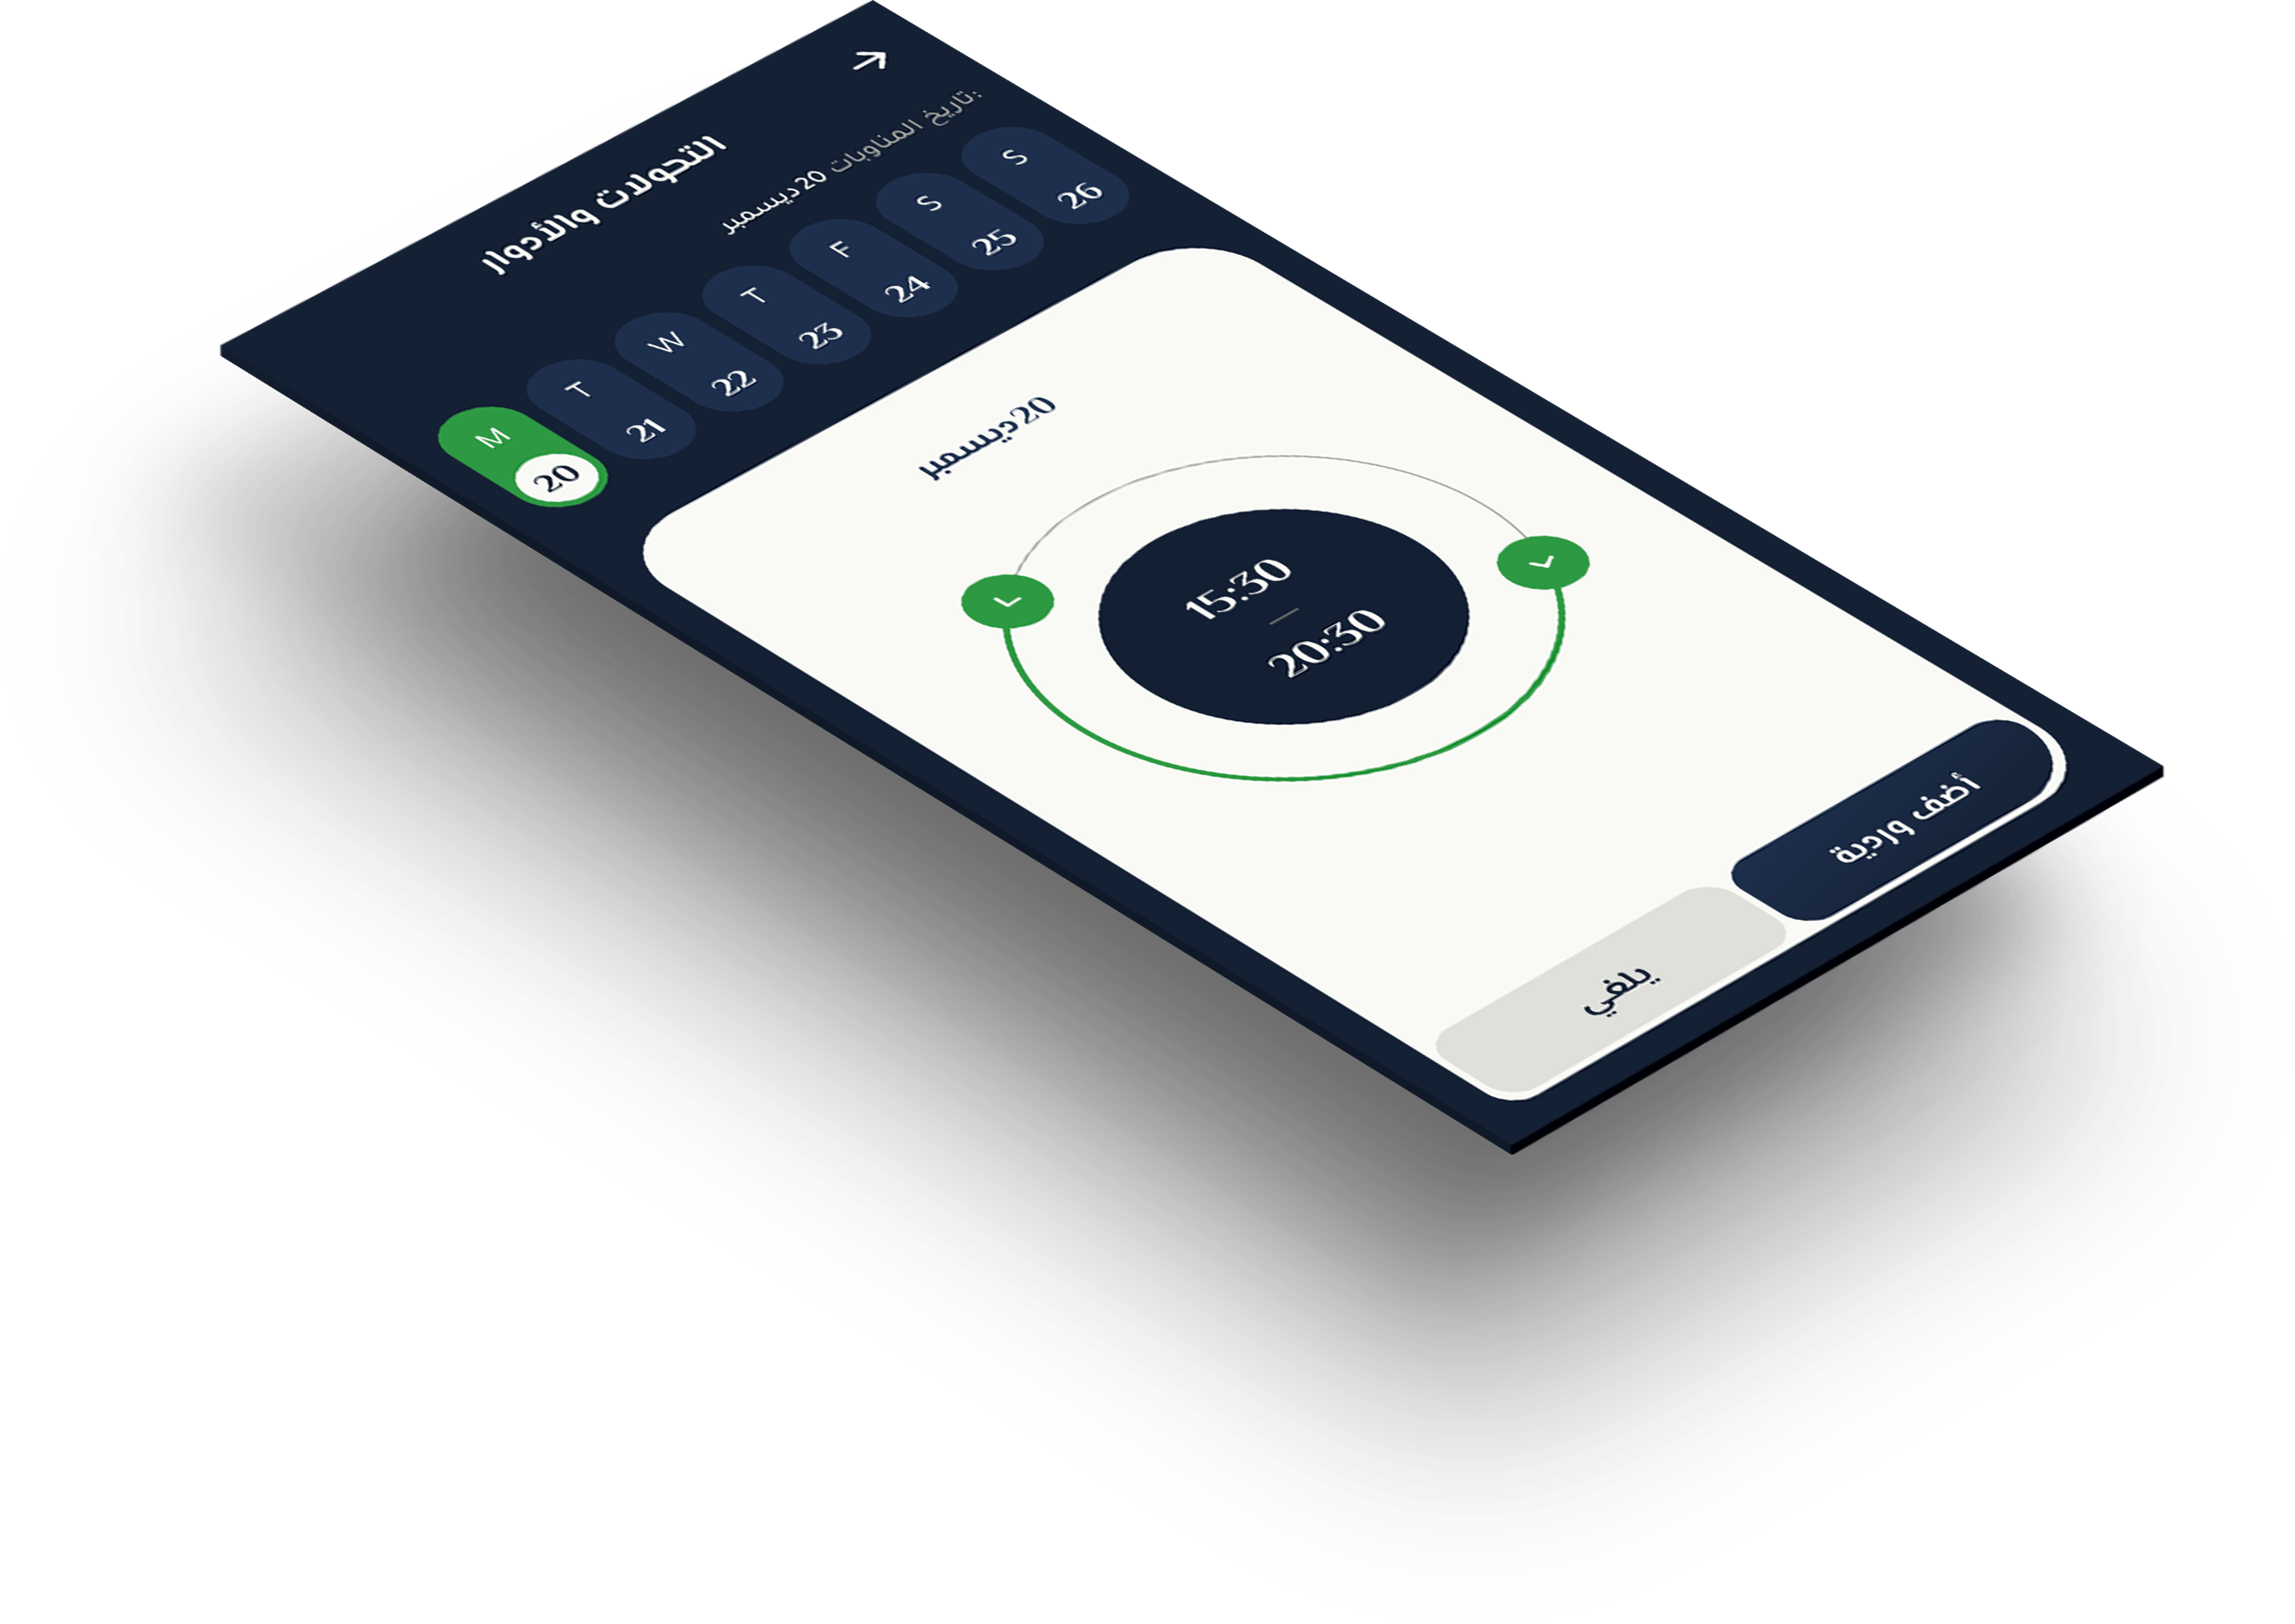 التحولات والأدوار
تاريخ المناوبات: 20 ديسمبر
M T W T F S S
20 21 22 23 24 25 26
20 ديسمبر
15:30
20:30
أضف وردية
يلغي